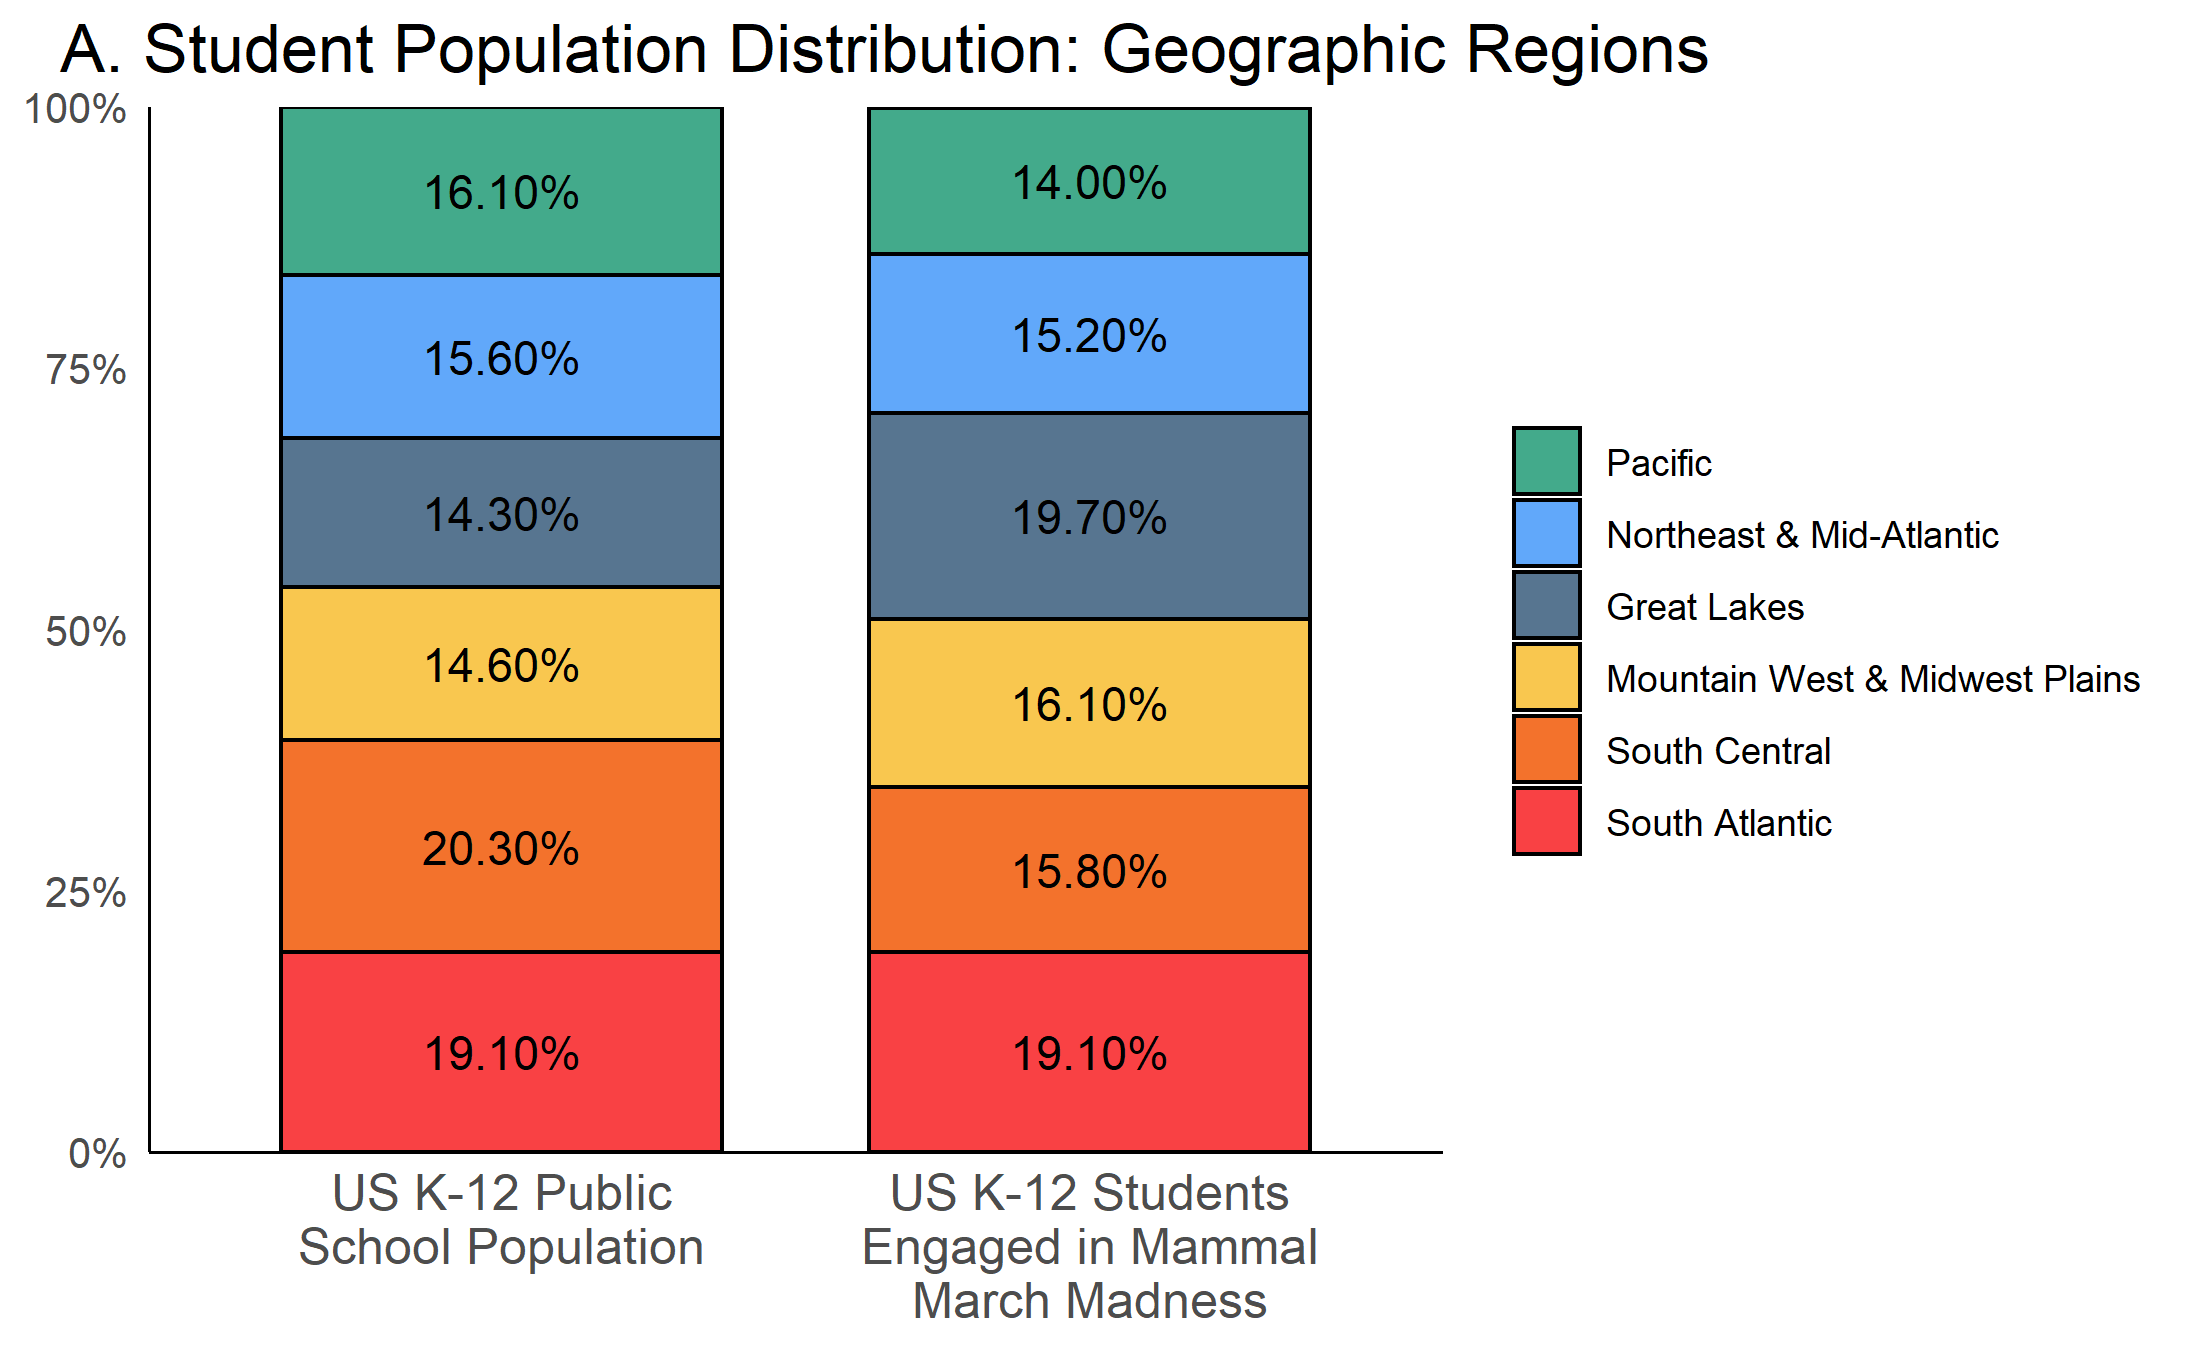 A. Student Population Distribution: Geographic Regions
100%
75%
50%
25%
0%
16.10%
15.60%
14.30%
14.60%
20.30%
19.10%
14.00%
15.20%
19.70%
16.10%
15.80%
19.10%
US K-12 Public
School Population
US K-12 Students
Engaged in Mammal
March Madness
Pacific
Northeast & Mid-Atlantic
Great Lakes
Mountain West & Midwest Plains
South Central
South Atlantic